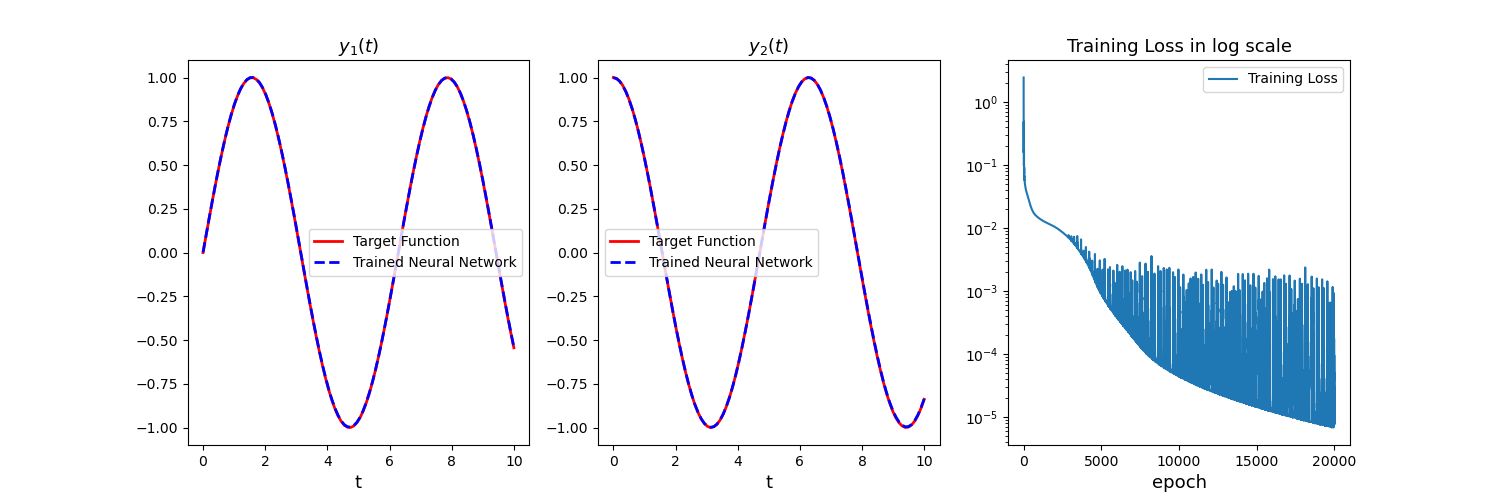 y₁(t)
1.00
0.75
0.50
0.25
0.00
−0.25
−0.50
−0.75
−1.00
Target Function
Trained Neural Network
0 2 4 6 8 10
t
y₂(t)
1.00
0.75
0.50
0.25
0.00
−0.25
−0.50
−0.75
−1.00
Target Function
Trained Neural Network
0 2 4 6 8 10
t
Training Loss in log scale
Training Loss
10⁰
10⁻¹
10⁻²
10⁻³
10⁻⁴
10⁻⁵
0 5000 10000 15000 20000
epoch